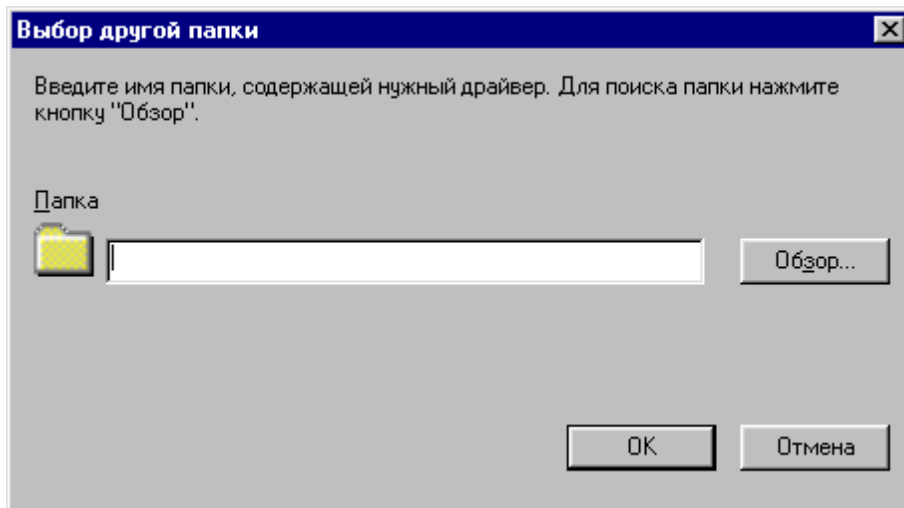 Выбор другой папки
Введите имя папки, содержащей нужный драйвер. Для поиска папки нажмите
кнопку "Обзор".
Папка
Обзор...
OK
Отмена